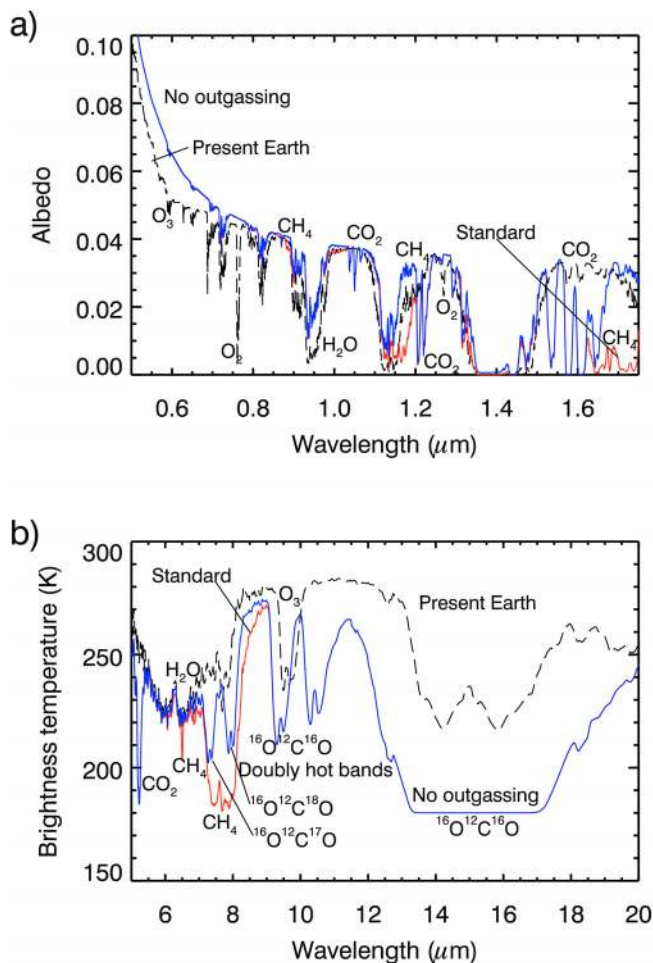 a)
0.10
0.08
0.06
0.04
0.02
0.00
Albedo
No outgassing
Present Earth
Standard
O₃
CH₄
CO₂
CH₄
CO₂
O₂
H₂O
CO₂
O₂
CH₄
0.6 0.8 1.0 1.2 1.4 1.6
Wavelength (μm)
b)
300
250
200
150
Brightness temperature (K)
Standard
O₃
Present Earth
H₂O
CO₂
CH₄
¹⁶O¹²C¹⁶O
Doubly hot bands
¹⁶O¹²C¹⁸O
CH₄
¹⁶O¹²C¹⁷O
No outgassing
¹⁶O¹²C¹⁶O
6 8 10 12 14 16 18 20
Wavelength (μm)